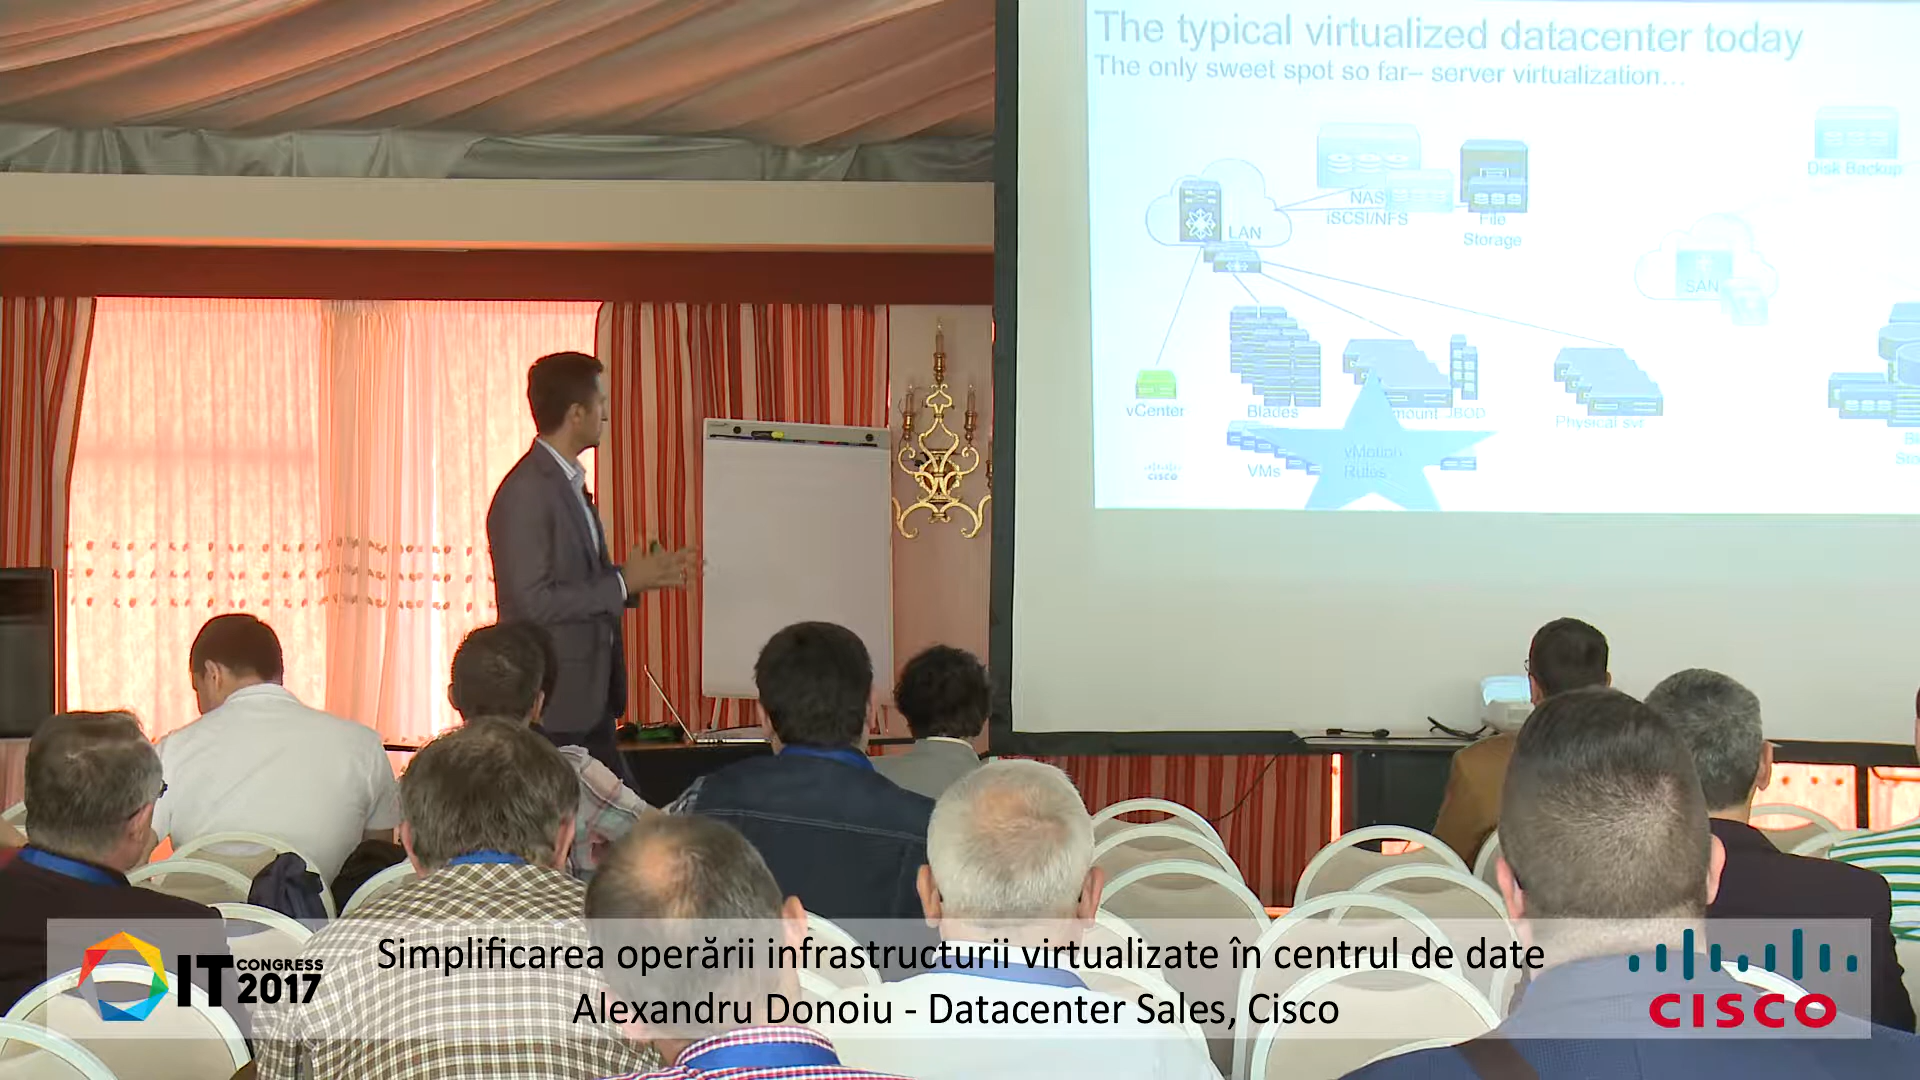 The typical virtualized datacenter today
The only sweet spot so far– server virtualization…
Disk Backup
NAS
iSCSI/NFS
LAN
File
Storage
SAN
vCenter
Blades
mount
JBOD
Physical svr
vMotion
Rules
VMs
CISCO
IT CONGRESS
2017
Simplificarea operării infrastructurii virtualizate în centrul de date
Alexandru Donoiu - Datacenter Sales, Cisco
CISCO